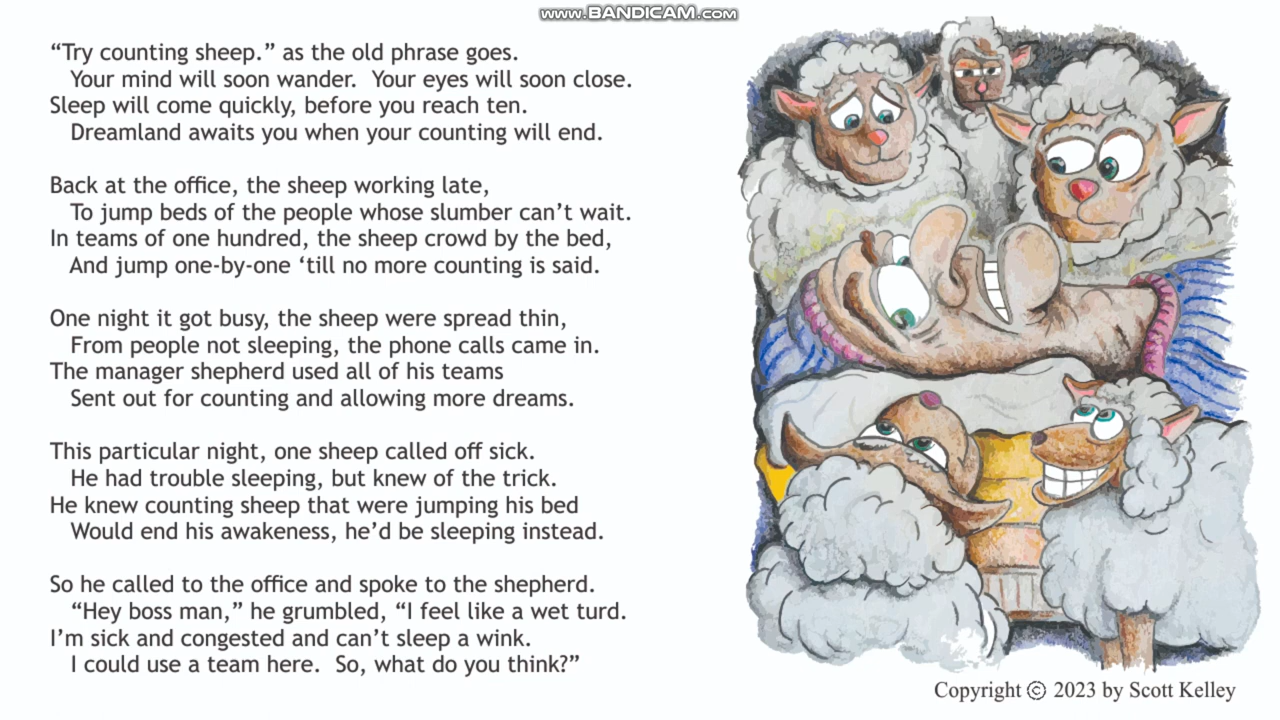 www.BANDICAM.com
“Try counting sheep.” as the old phrase goes.
Your mind will soon wander.  Your eyes will soon close.
Sleep will come quickly, before you reach ten.
Dreamland awaits you when your counting will end.
Back at the office, the sheep working late,
To jump beds of the people whose slumber can’t wait.
In teams of one hundred, the sheep crowd by the bed,
And jump one-by-one ‘till no more counting is said.
One night it got busy, the sheep were spread thin,
From people not sleeping, the phone calls came in.
The manager shepherd used all of his teams
Sent out for counting and allowing more dreams.
This particular night, one sheep called off sick.
He had trouble sleeping, but knew of the trick.
He knew counting sheep that were jumping his bed
Would end his awakeness, he’d be sleeping instead.
So he called to the office and spoke to the shepherd.
“Hey boss man,” he grumbled, “I feel like a wet turd.
I’m sick and congested and can’t sleep a wink.
I could use a team here.  So, what do you think?”
Copyright © 2023 by Scott Kelley